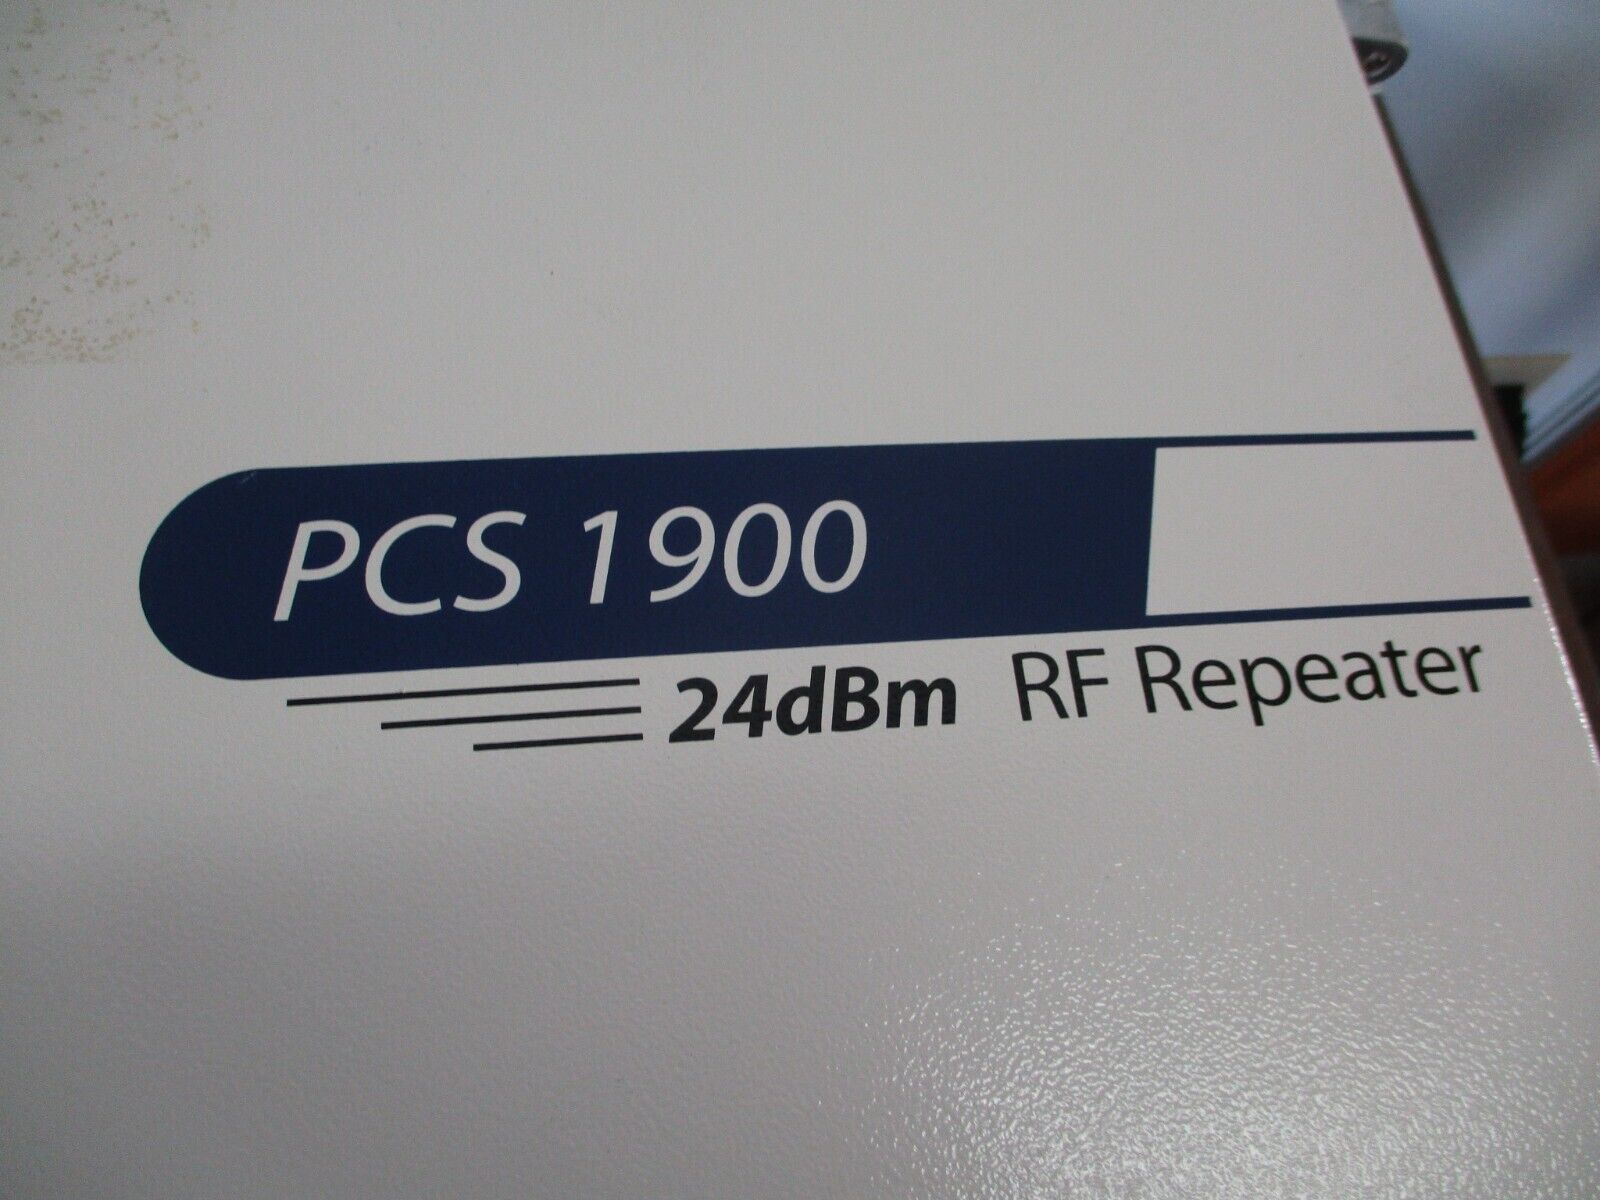 PCS 1900
24dBm RF Repeater